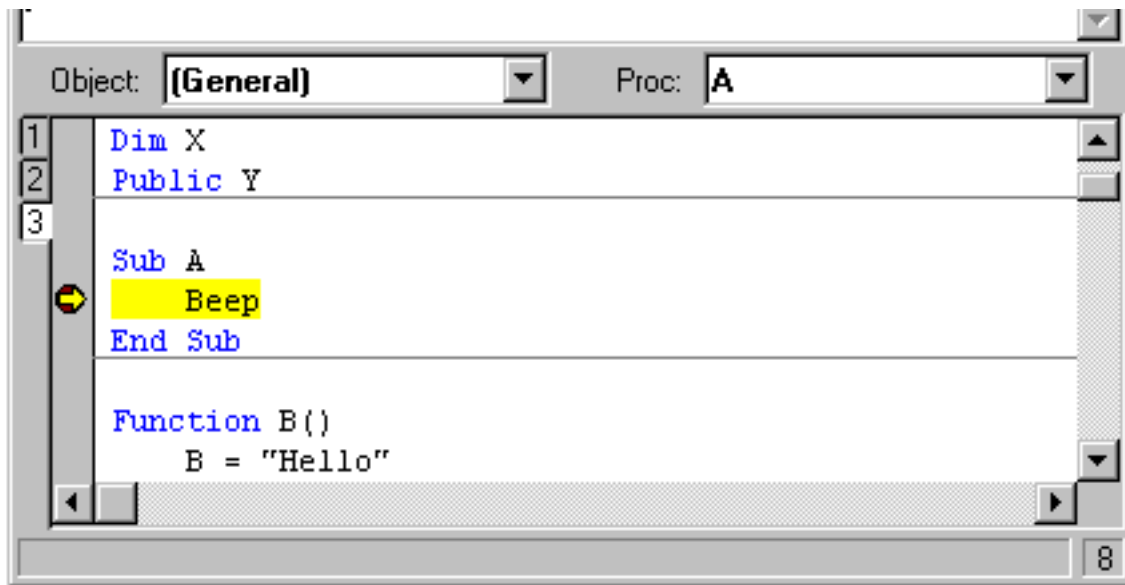 Object: (General) Proc: A
1 Dim X
2 Public Y
3
Sub A
Beep
End Sub
Function B()
B = "Hello"
8